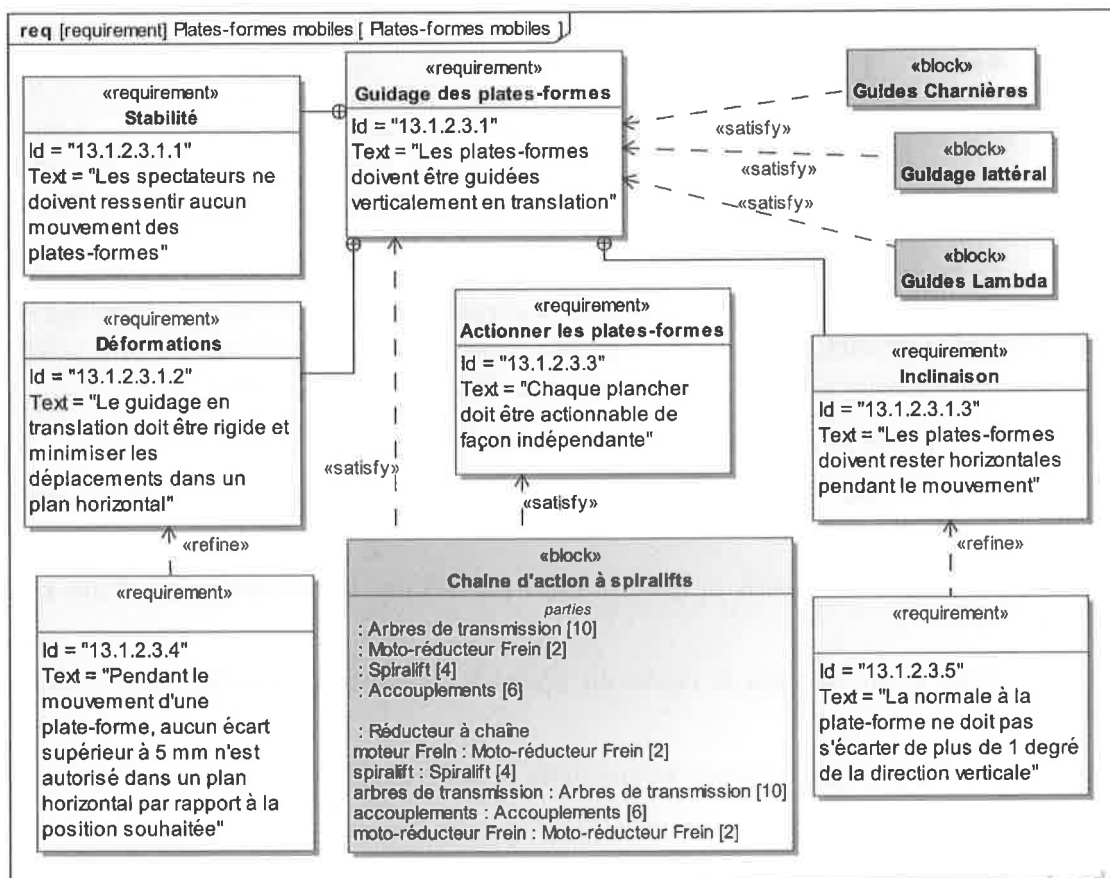 req [requirement] Plates-formes mobiles [ Plates-formes mobiles ]
«requirement»
Stabilité
Id = "13.1.2.3.1.1"
Text = "Les spectateurs ne
doivent ressentir aucun
mouvement des
plates-formes"
«requirement»
Guidage des plates-formes
Id = "13.1.2.3.1"
Text = "Les plates-formes
doivent être guidées
verticalement en translation"
«block»
Guides Charnières
«satisfy»
«block»
Guidage lattéral
«satisfy»
«satisfy»
«block»
Guides Lambda
«requirement»
Déformations
Id = "13.1.2.3.1.2"
Text = "Le guidage en
translation doit être rigide et
minimiser les
déplacements dans un
plan horizontal"
«requirement»
Actionner les plates-formes
Id = "13.1.2.3.3"
Text = "Chaque plancher
doit être actionnable de
façon indépendante"
«requirement»
Inclinaison
Id = "13.1.2.3.1.3"
Text = "Les plates-formes
doivent rester horizontales
pendant le mouvement"
«satisfy»
«satisfy»
«refine»
«refine»
«requirement»
Id = "13.1.2.3.4"
Text = "Pendant le
mouvement d'une
plate-forme, aucun écart
supérieur à 5 mm n'est
autorisé dans un plan
horizontal par rapport à la
position souhaitée"
«block»
Chaîne d'action à spiralifts
parties
: Arbres de transmission [10]
: Moto-réducteur Frein [2]
: Spiralift [4]
: Accouplements [6]
: Réducteur à chaîne
moteur Frein : Moto-réducteur Frein [2]
spiralift : Spiralift [4]
arbres de transmission : Arbres de transmission [10]
accouplements : Accouplements [6]
moto-réducteur Frein : Moto-réducteur Frein [2]
«requirement»
Id = "13.1.2.3.5"
Text = "La normale à la
plate-forme ne doit pas
s'écarter de plus de 1 degré
de la direction verticale"